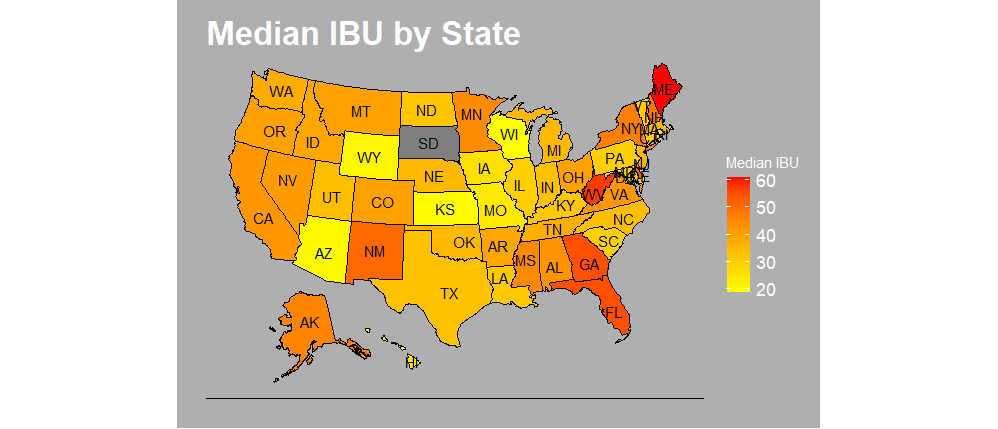 Median IBU by State
ME
WA
MT
ND
MN
OR
ID
SD
WI
NY
MI
WY
PA
IA
NE
OH
NV
UT
IL
IN
CO
WV
VA
KS
MO
KY
CA
NC
TN
OK
AZ
NM
AR
SC
MS
AL
GA
LA
TX
FL
AK
HI
Median IBU
60
50
40
30
20